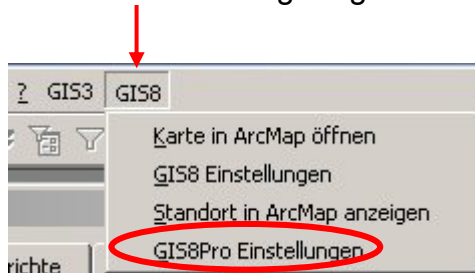 ? GIS3 GIS8
Karte in ArcMap öffnen
GIS8 Einstellungen
Standort in ArcMap anzeigen
GIS8Pro Einstellungen
richte